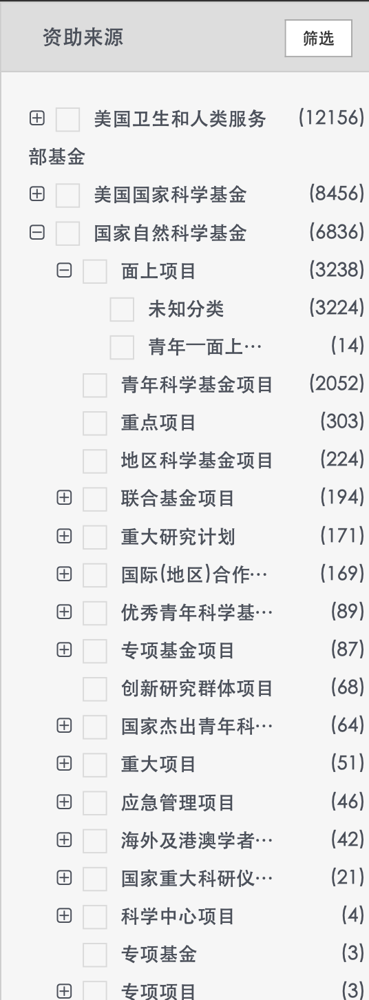 资助来源 筛选
美国卫生和人类服务 (12156)
部基金
美国国家科学基金 (8456)
国家自然科学基金 (6836)
面上项目 (3238)
未知分类 (3224)
青年一面上… (14)
青年科学基金项目 (2052)
重点项目 (303)
地区科学基金项目 (224)
联合基金项目 (194)
重大研究计划 (171)
国际(地区)合作… (169)
优秀青年科学基… (89)
专项基金项目 (87)
创新研究群体项目 (68)
国家杰出青年科… (64)
重大项目 (51)
应急管理项目 (46)
海外及港澳学者… (42)
国家重大科研仪… (21)
科学中心项目 (4)
专项基金 (3)
专项项目 (3)